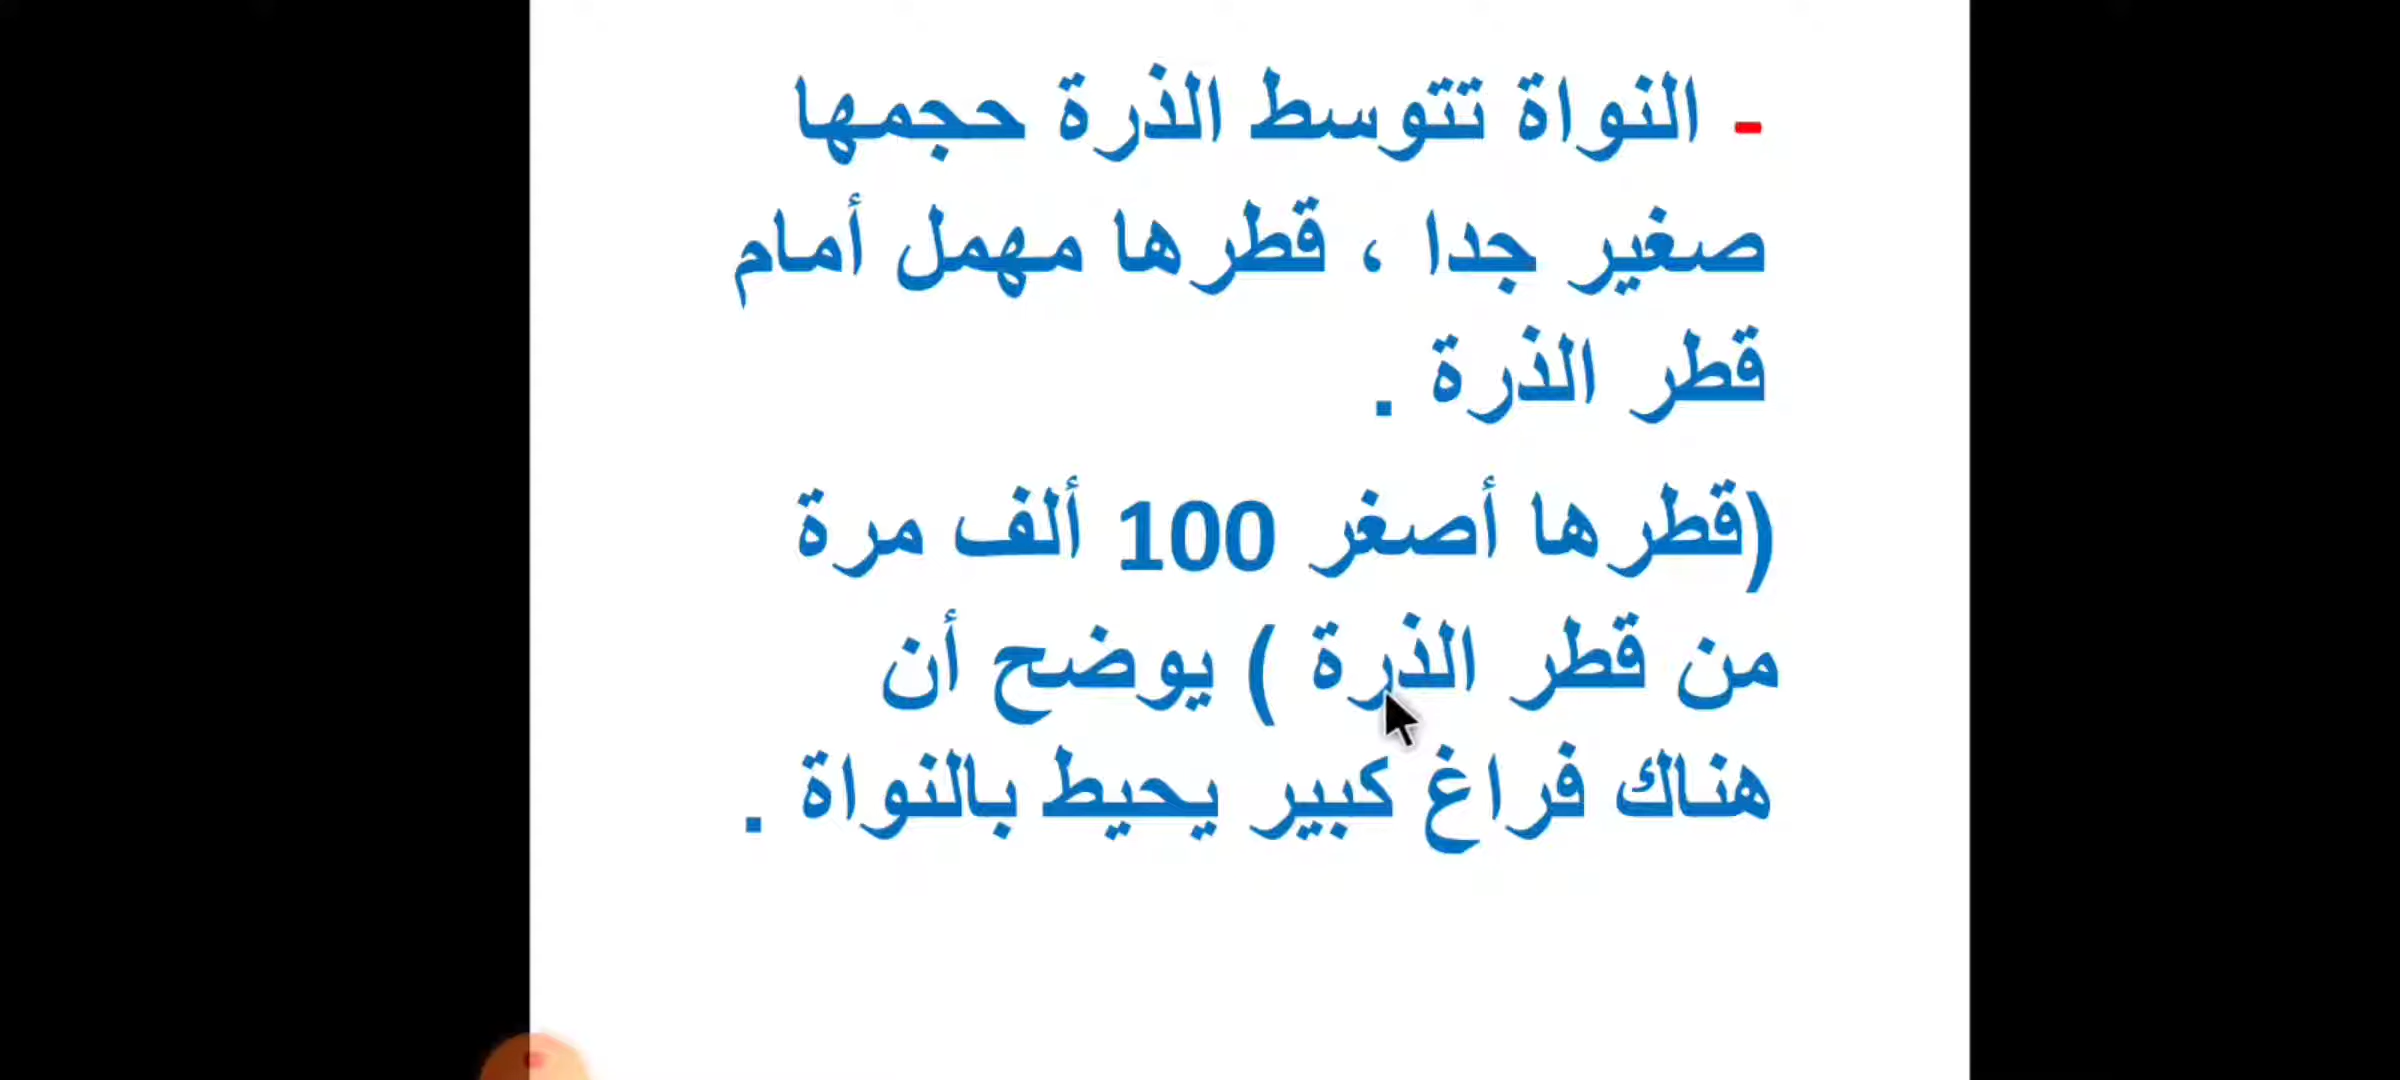 - النواة تتوسط الذرة حجمها
صغير جدا ، قطرها مهمل أمام
قطر الذرة .
(قطرها أصغر 100 ألف مرة
من قطر الذرة ) يوضح أن
هناك فراغ كبير يحيط بالنواة .